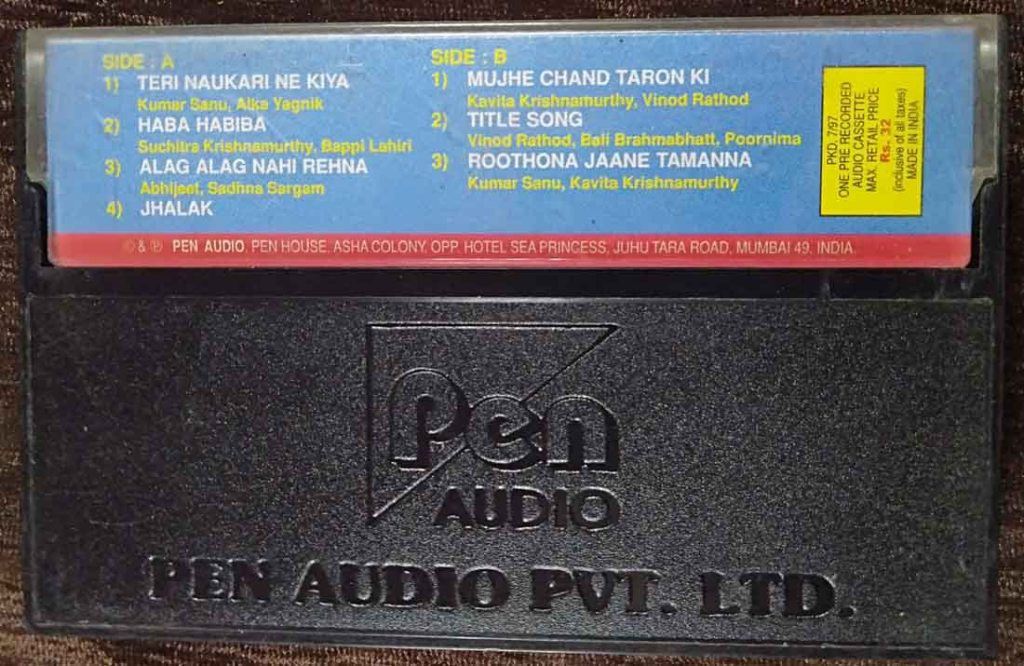 SIDE : A
1) TERI NAUKARI NE KIYA
Kumar Sanu, Alka Yagnik
2) HABA HABIBA
Suchitra Krishnamurthy, Bappi Lahiri
3) ALAG ALAG NAHI REHNA
Abhijeet, Sadhna Sargam
4) JHALAK
SIDE : B
1) MUJHE CHAND TARON KI
Kavita Krishnamurthy, Vinod Rathod
2) TITLE SONG
Vinod Rathod, Bali Brahmabhatt, Poornima
3) ROOTHONA JAANE TAMANNA
Kumar Sanu, Kavita Krishnamurthy
PKD. 7/97
ONE PRE RECORDED
AUDIO CASSETTE
MAX. RETAIL PRICE
Rs. 32
(inclusive of all taxes)
MADE IN INDIA
© & ℗ PEN AUDIO. PEN HOUSE. ASHA COLONY. OPP. HOTEL SEA PRINCESS, JUHU TARA ROAD, MUMBAI 49. INDIA.
Pen
AUDIO
PEN AUDIO PVT. LTD.